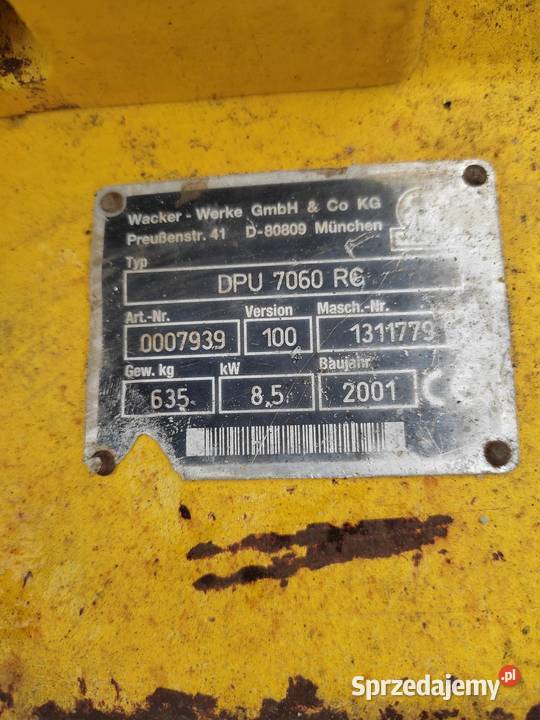 Wacker - Werke GmbH & Co KG
Preußenstr. 41 D-80809 München
Typ
DPU 7060 RC
Art.-Nr. Version Masch.-Nr.
0007939 100 1311779
Gew. kg kW Baujahr
635 8,5 2001 CE
Sprzedajemy.pl